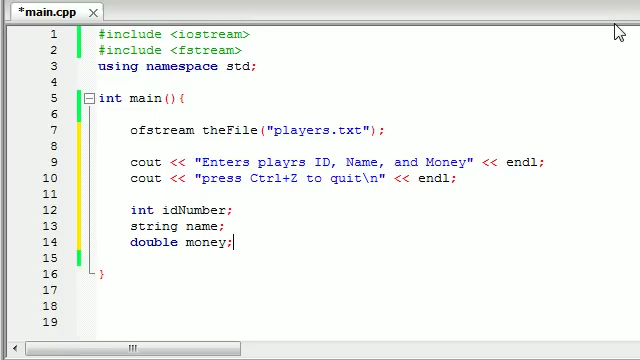 *main.cpp
1 #include <iostream>
2 #include <fstream>
3 using namespace std;
4
5 int main(){
6
7 ofstream theFile("players.txt");
8
9 cout << "Enters playrs ID, Name, and Money" << endl;
10 cout << "press Ctrl+Z to quit\n" << endl;
11
12 int idNumber;
13 string name;
14 double money;
15
16 }
17
18
19